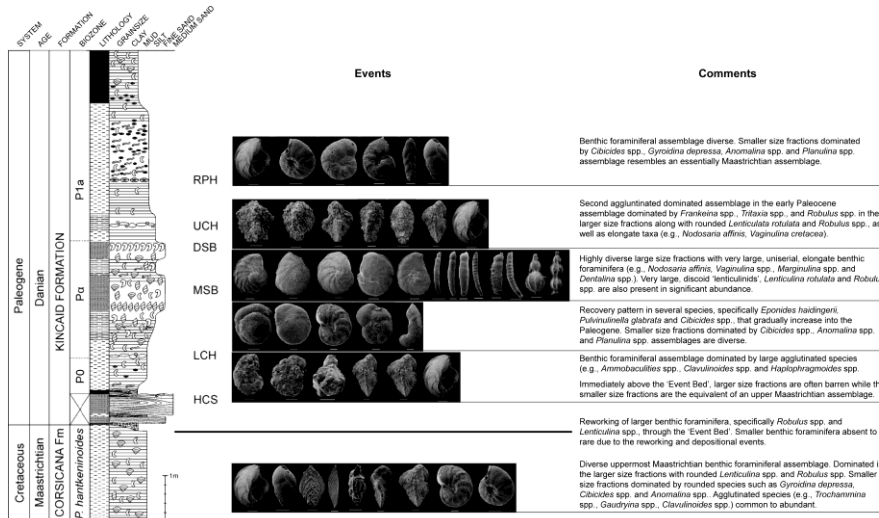 SYSTEM
AGE
FORMATION
BIOZONE
LITHOLOGY
GRAINSIZE
CLAY
MUD
SILT
FINE SAND
MEDIUM SAND
Events
Comments
Paleogene
Danian
KINCAID FORMATION
P1a
Pα
P0
Cretaceous
Maastrichtian
CORSICANA Fm
P. hantkeninoides
1m
RPH
UCH
DSB
MSB
LCH
HCS
Benthic foraminiferal assemblage diverse. Smaller size fractions dominated
by Cibicides spp., Gyroidina depressa, Anomalina spp. and Planulina spp.
assemblage resembles an essentially Maastrichtian assemblage.
Second agglutinated dominated assemblage in the early Paleocene
assemblage dominated by Frankeina spp., Tritaxia spp., and Robulus spp. in the
larger size fractions along with rounded Lenticulata rotulata and Robulus spp., as
well as elongate taxa (e.g., Nodosaria affinis, Vaginulina cretacea).
Highly diverse large size fractions with very large, uniserial, elongate benthic
foraminifera (e.g., Nodosaria affinis, Vaginulina spp., Marginulina spp. and
Dentalina spp.). Very large, discoid 'lenticulinids', Lenticulina rotulata and Robulus
spp. are also present in significant abundance.
Recovery pattern in several species, specifically Eponides haidingerii,
Pulvinulinella glabrata and Cibicides spp., that gradually increase into the
Paleogene. Smaller size fractions dominated by Cibicides spp., Anomalina spp.
and Planulina spp. assemblages are diverse.
Benthic foraminiferal assemblage dominated by large agglutinated species
(e.g., Ammobaculities spp., Clavulinoides spp. and Haplophragmoides spp.
Immediately above the 'Event Bed', larger size fractions are often barren while the
smaller size fractions are the equivalent of an upper Maastrichtian assemblage.
Reworking of larger benthic foraminifera, specifically Robulus spp. and
Lenticulina spp., through the 'Event Bed'. Smaller benthic foraminifera absent to
rare due to the reworking and depositional events.
Diverse uppermost Maastrichtian benthic foraminiferal assemblage. Dominated i
the larger size fractions with rounded Lenticulina spp. and Robulus spp. Smaller
size fractions dominated by rounded species such as Gyroidina depressa,
Cibicides spp. and Anomalina spp.. Agglutinated species (e.g., Trochammina
spp., Gaudryina spp., Clavulinoides spp.) common to abundant.